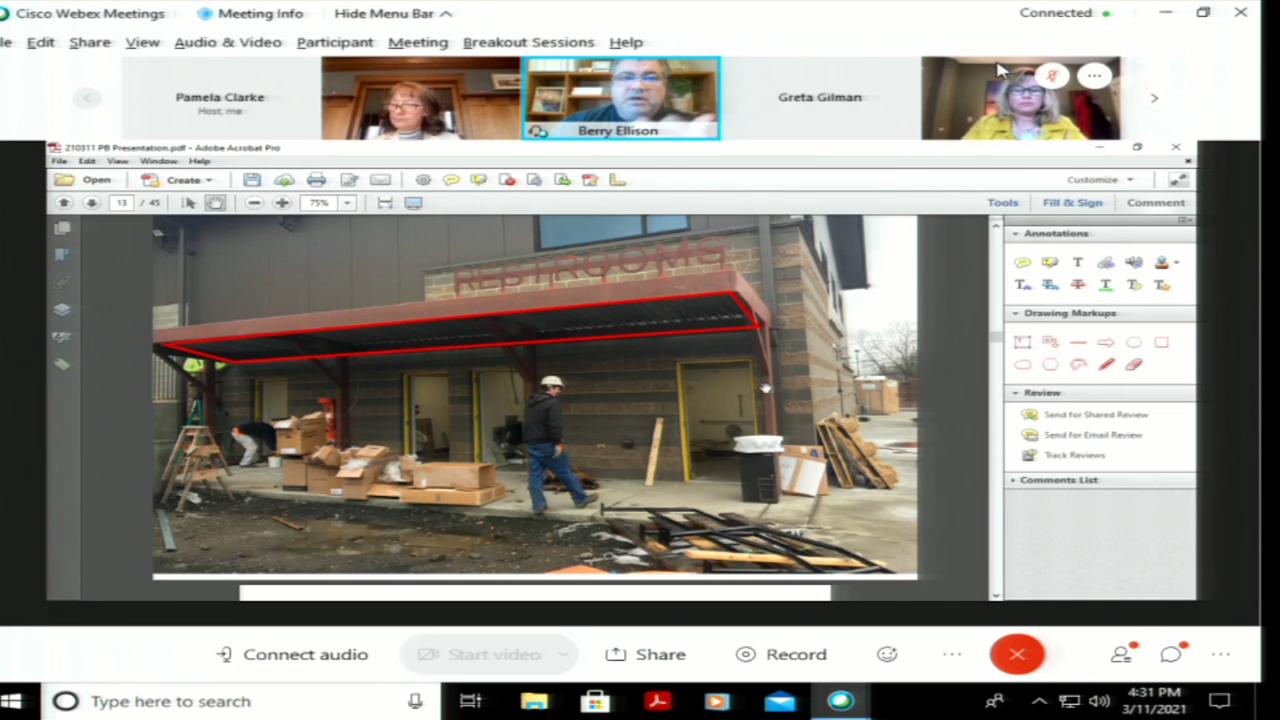 Cisco Webex Meetings Meeting Info Hide Menu Bar Connected
le Edit Share View Audio & Video Participant Meeting Breakout Sessions Help
Pamela Clarke
Host, me
Berry Ellison
Greta Gilman
210311 PB Presentation.pdf - Adobe Acrobat Pro
File Edit View Window Help
Open Create Customize
13 / 45 75% Tools Fill & Sign Comment
RESTROOMS
Annotations
Drawing Markups
Review
Send for Shared Review
Send for Email Review
Track Reviews
Comments List
Connect audio Start video Share Record
Type here to search
4:31 PM
3/11/2021